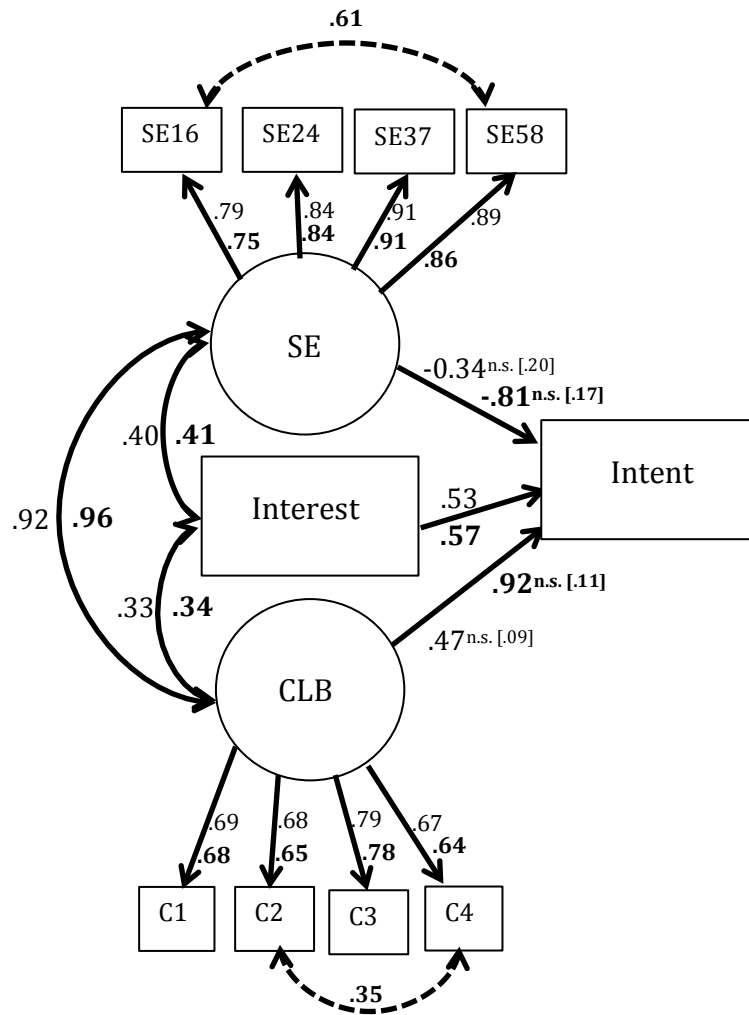 .61
SE16 SE24 SE37 SE58
.79 .84 .91 .89
.75 .84 .91 .86
SE
-0.34n.s. [.20]
-.81n.s. [.17]
Intent
.40 .41
Interest
.53
.57
.92 .96
.33 .34
.92n.s. [.11]
.47n.s. [.09]
CLB
.69 .68 .79 .67
.68 .65 .78 .64
C1 C2 C3 C4
.35